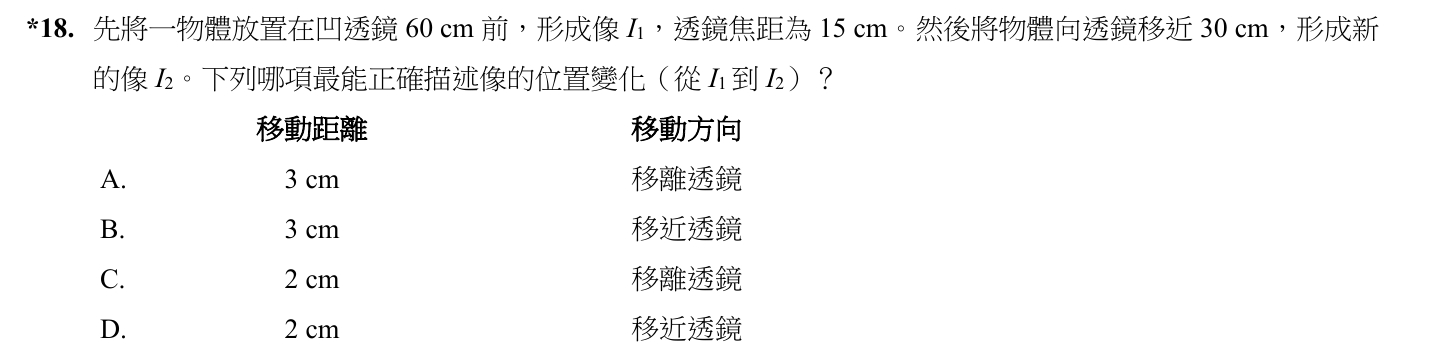 *18. 先將一物體放置在凹透鏡 60 cm 前，形成像 I₁，透鏡焦距為 15 cm。然後將物體向透鏡移近 30 cm，形成新
的像 I₂。下列哪項最能正確描述像的位置變化（從 I₁ 到 I₂）？
移動距離 移動方向
A. 3 cm 移離透鏡
B. 3 cm 移近透鏡
C. 2 cm 移離透鏡
D. 2 cm 移近透鏡